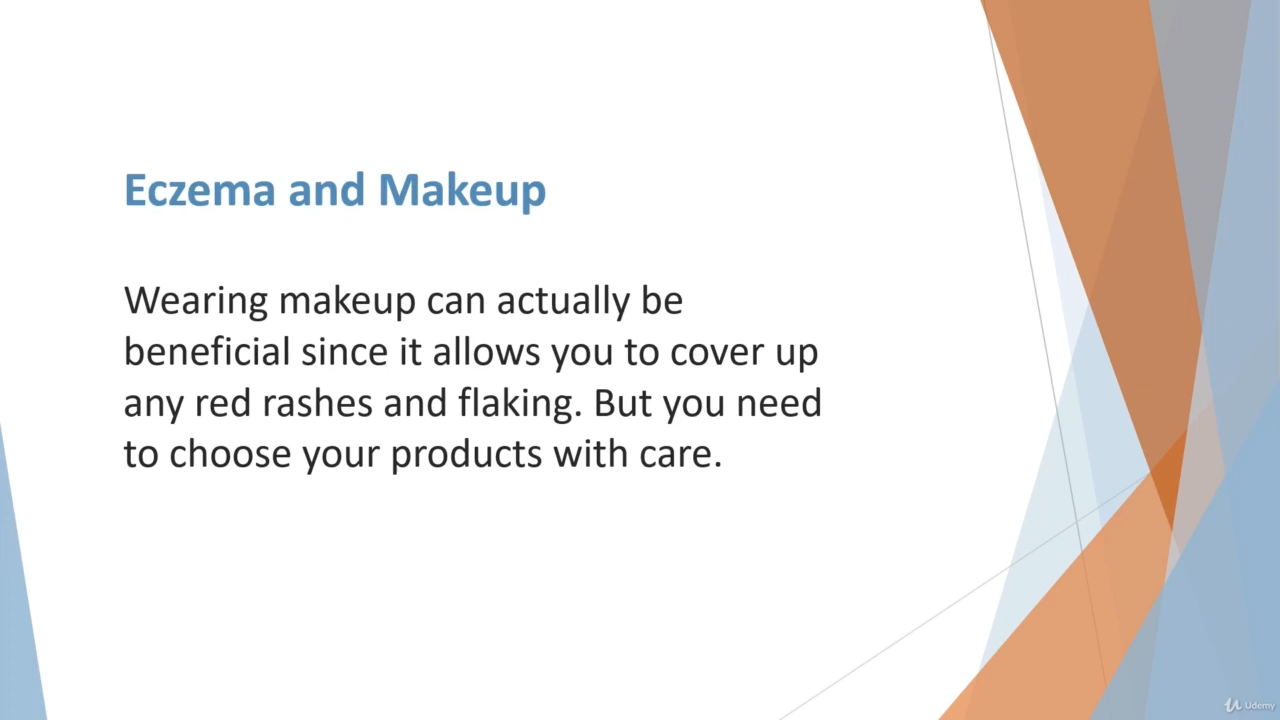 Eczema and Makeup
Wearing makeup can actually be
beneficial since it allows you to cover up
any red rashes and flaking. But you need
to choose your products with care.
Udemy